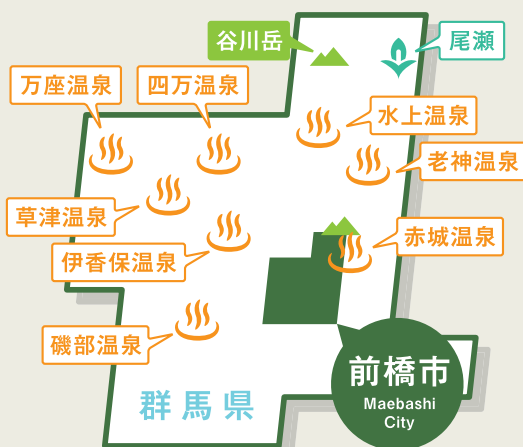 谷川岳
尾瀬
万座温泉
四万温泉
水上温泉
老神温泉
草津温泉
赤城温泉
伊香保温泉
磯部温泉
前橋市
Maebashi
City
群馬県